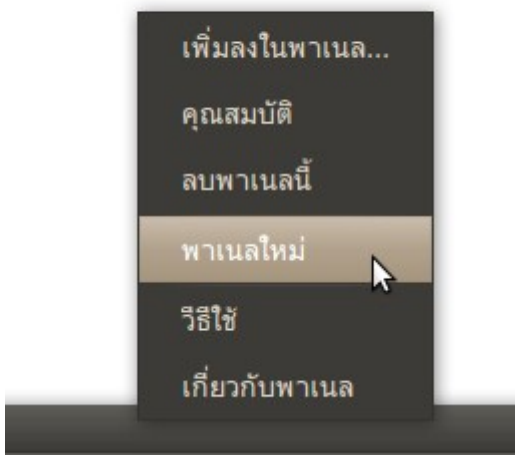 เพิ่มลงในพาเนล...
คุณสมบัติ
ลบพาเนลนี้
พาเนลใหม่
วิธีใช้
เกี่ยวกับพาเนล